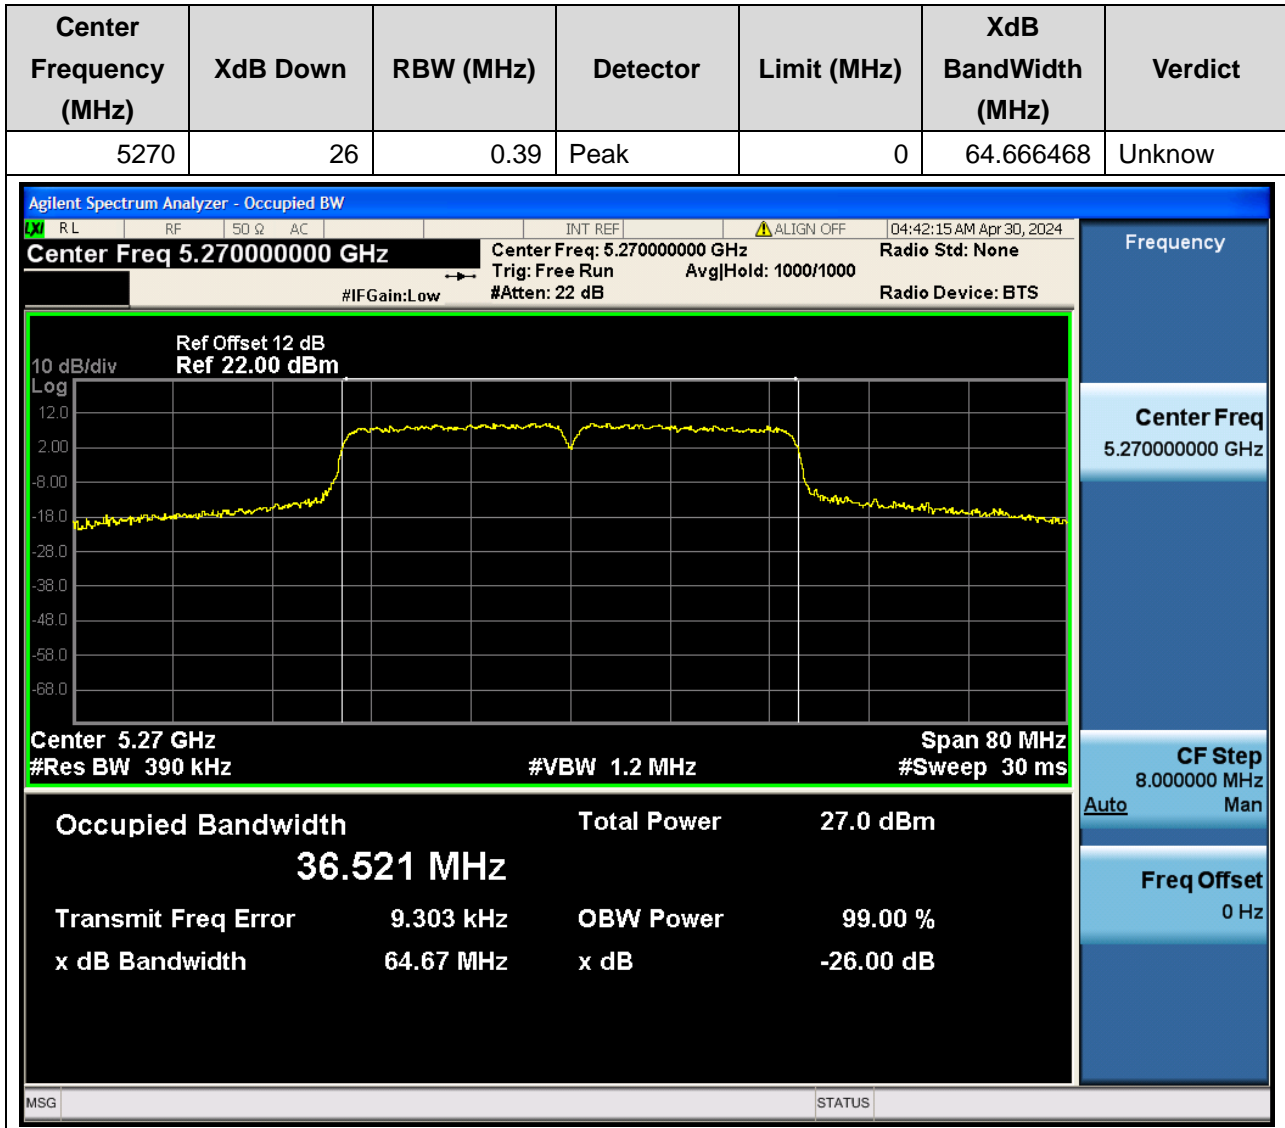 Center Frequency (MHz) XdB Down RBW (MHz) Detector Limit (MHz) XdB BandWidth (MHz) Verdict
5270 26 0.39 Peak 0 64.666468 Unknow
Agilent Spectrum Analyzer - Occupied BW
LXI RL RF 50 Ω AC INT REF ALIGN OFF 04:42:15 AM Apr 30, 2024
Center Freq 5.270000000 GHz Center Freq: 5.270000000 GHz Radio Std: None
Trig: Free Run Avg|Hold: 1000/1000
#IFGain:Low #Atten: 22 dB Radio Device: BTS
Frequency
Ref Offset 12 dB
10 dB/div Ref 22.00 dBm
Log
12.0
2.00
-8.00
-18.0
-28.0
-38.0
-48.0
-58.0
-68.0
Center 5.27 GHz Span 80 MHz
#Res BW 390 kHz #VBW 1.2 MHz #Sweep 30 ms
Occupied Bandwidth Total Power 27.0 dBm
36.521 MHz
Transmit Freq Error 9.303 kHz OBW Power 99.00 %
x dB Bandwidth 64.67 MHz x dB -26.00 dB
Center Freq
5.270000000 GHz
CF Step
8.000000 MHz
Auto Man
Freq Offset
0 Hz
MSG STATUS